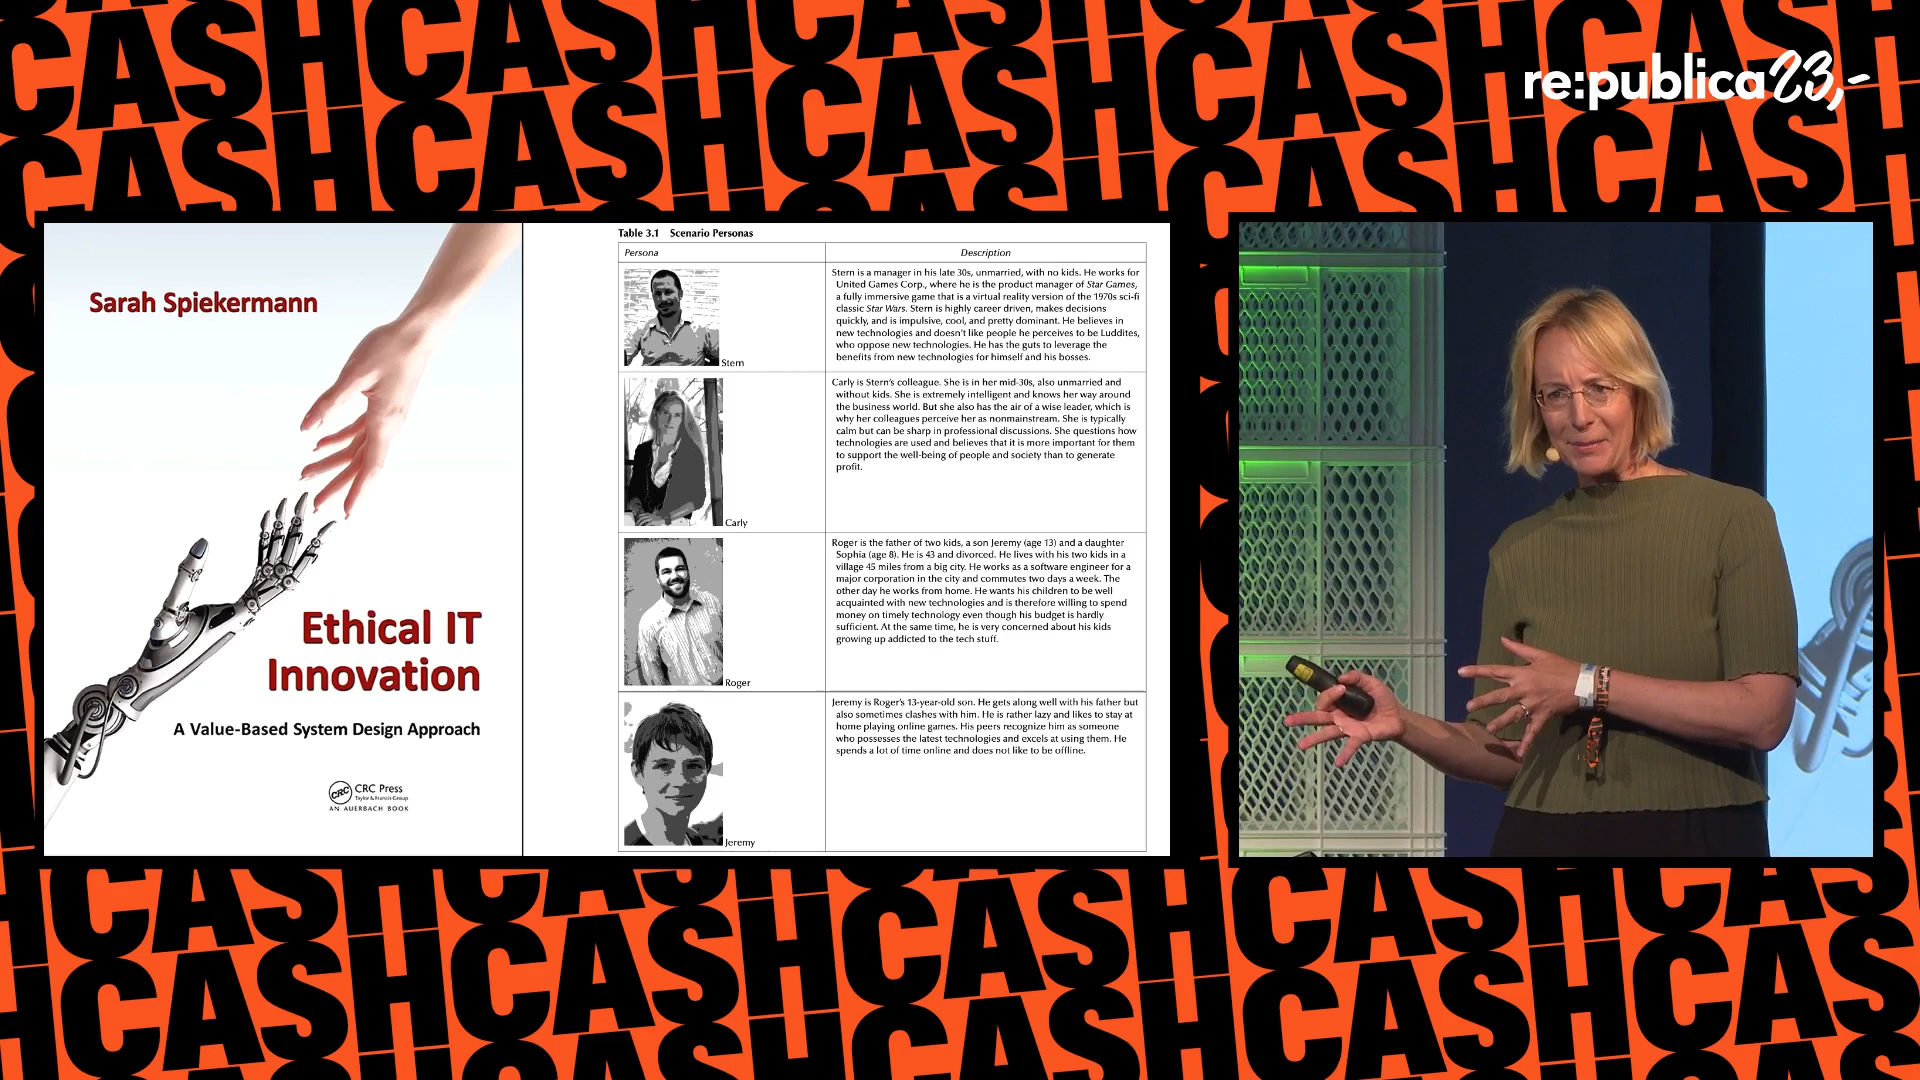 re:publica 23,-
Sarah Spiekermann
Ethical IT
Innovation
A Value-Based System Design Approach
CRC
CRC Press
Taylor & Francis Group
AN AUERBACH BOOK
Table 3.1 Scenario Personas
Persona
Description
Stern
Stern is a manager in his late 30s, unmarried, with no kids. He works for
United Games Corp., where he is the product manager of Star Games,
a fully immersive game that is a virtual reality version of the 1970s sci-fi
classic Star Wars. Stern is highly career driven, makes decisions
quickly, and is impulsive, cool, and pretty dominant. He believes in
new technologies and doesn't like people he perceives to be Luddites,
who oppose new technologies. He has the guts to leverage the
benefits from new technologies for himself and his bosses.
Carly
Carly is Stern's colleague. She is in her mid-30s, also unmarried and
without kids. She is extremely intelligent and knows her way around
the business world. But she also has the air of a wise leader, which is
why her colleagues perceive her as nonmainstream. She is typically
calm but can be sharp in professional discussions. She questions how
technologies are used and believes that it is more important for them
to support the well-being of people and society than to generate
profit.
Roger
Roger is the father of two kids, a son Jeremy (age 13) and a daughter
Sophia (age 8). He is 43 and divorced. He lives with his two kids in a
village 45 miles from a big city. He works as a software engineer for a
major corporation in the city and commutes two days a week. The
other day he works from home. He wants his children to be well
acquainted with new technologies and is therefore willing to spend
money on timely technology even though his budget is hardly
sufficient. At the same time, he is very concerned about his kids
growing up addicted to the tech stuff.
Jeremy
Jeremy is Roger's 13-year-old son. He gets along well with his father but
also sometimes clashes with him. He is rather lazy and likes to stay at
home playing online games. His peers recognize him as someone
who possesses the latest technologies and excels at using them. He
spends a lot of time online and does not like to be offline.
CASH CASH CASH CASH CASH